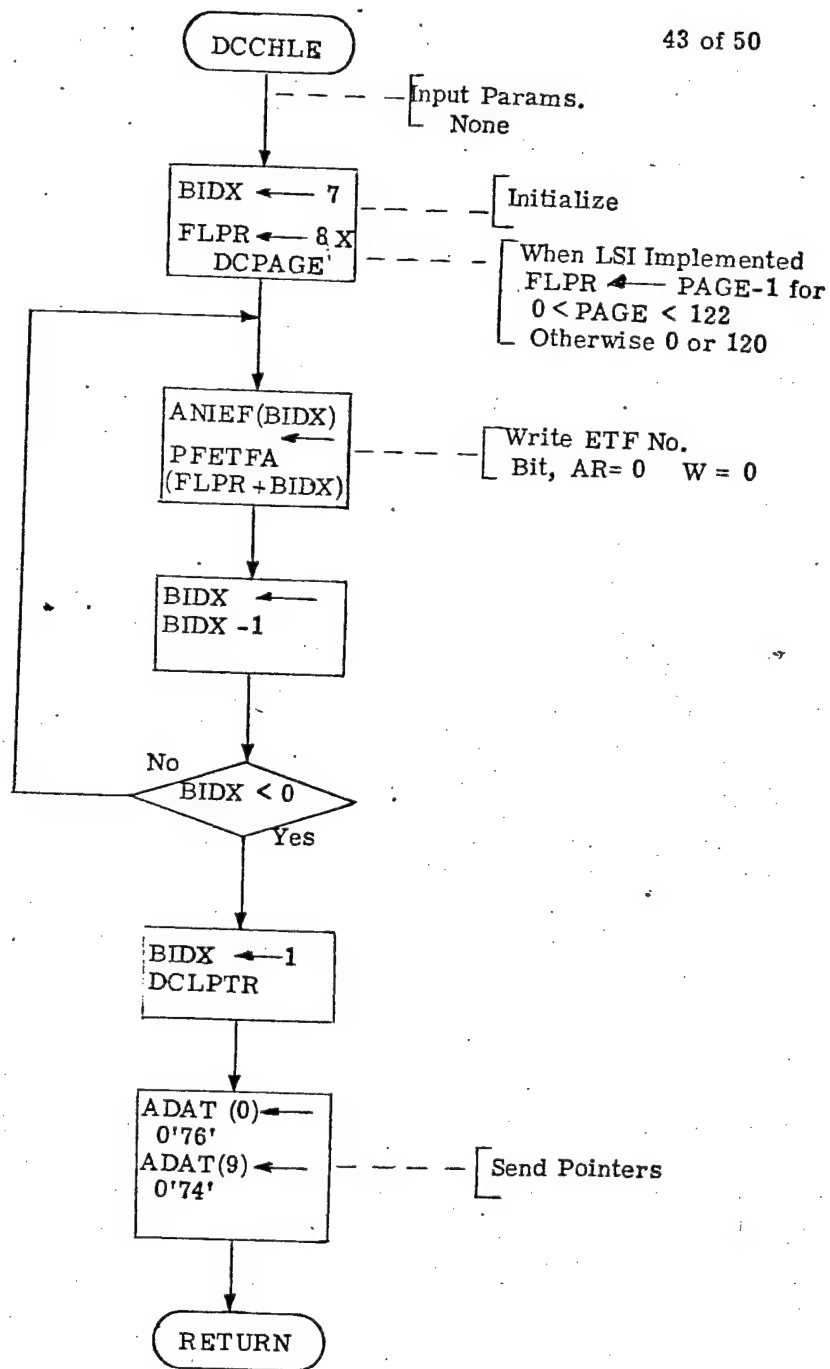 DCCHLE
43 of 50
Input Params.
None
BIDX ← 7
FLPR ← 8 X
DCPAGE'
Initialize
When LSI Implemented
FLPR ← PAGE-1 for
0 < PAGE < 122
Otherwise 0 or 120
ANIEF(BIDX)
←
PFETFA
(FLPR + BIDX)
Write ETF No.
Bit, AR= 0 W = 0
BIDX ←
BIDX -1
No
BIDX < 0
Yes
BIDX ← 1
DCLPTR
ADAT (0) ←
0'76'
ADAT(9) ←
0'74'
Send Pointers
RETURN